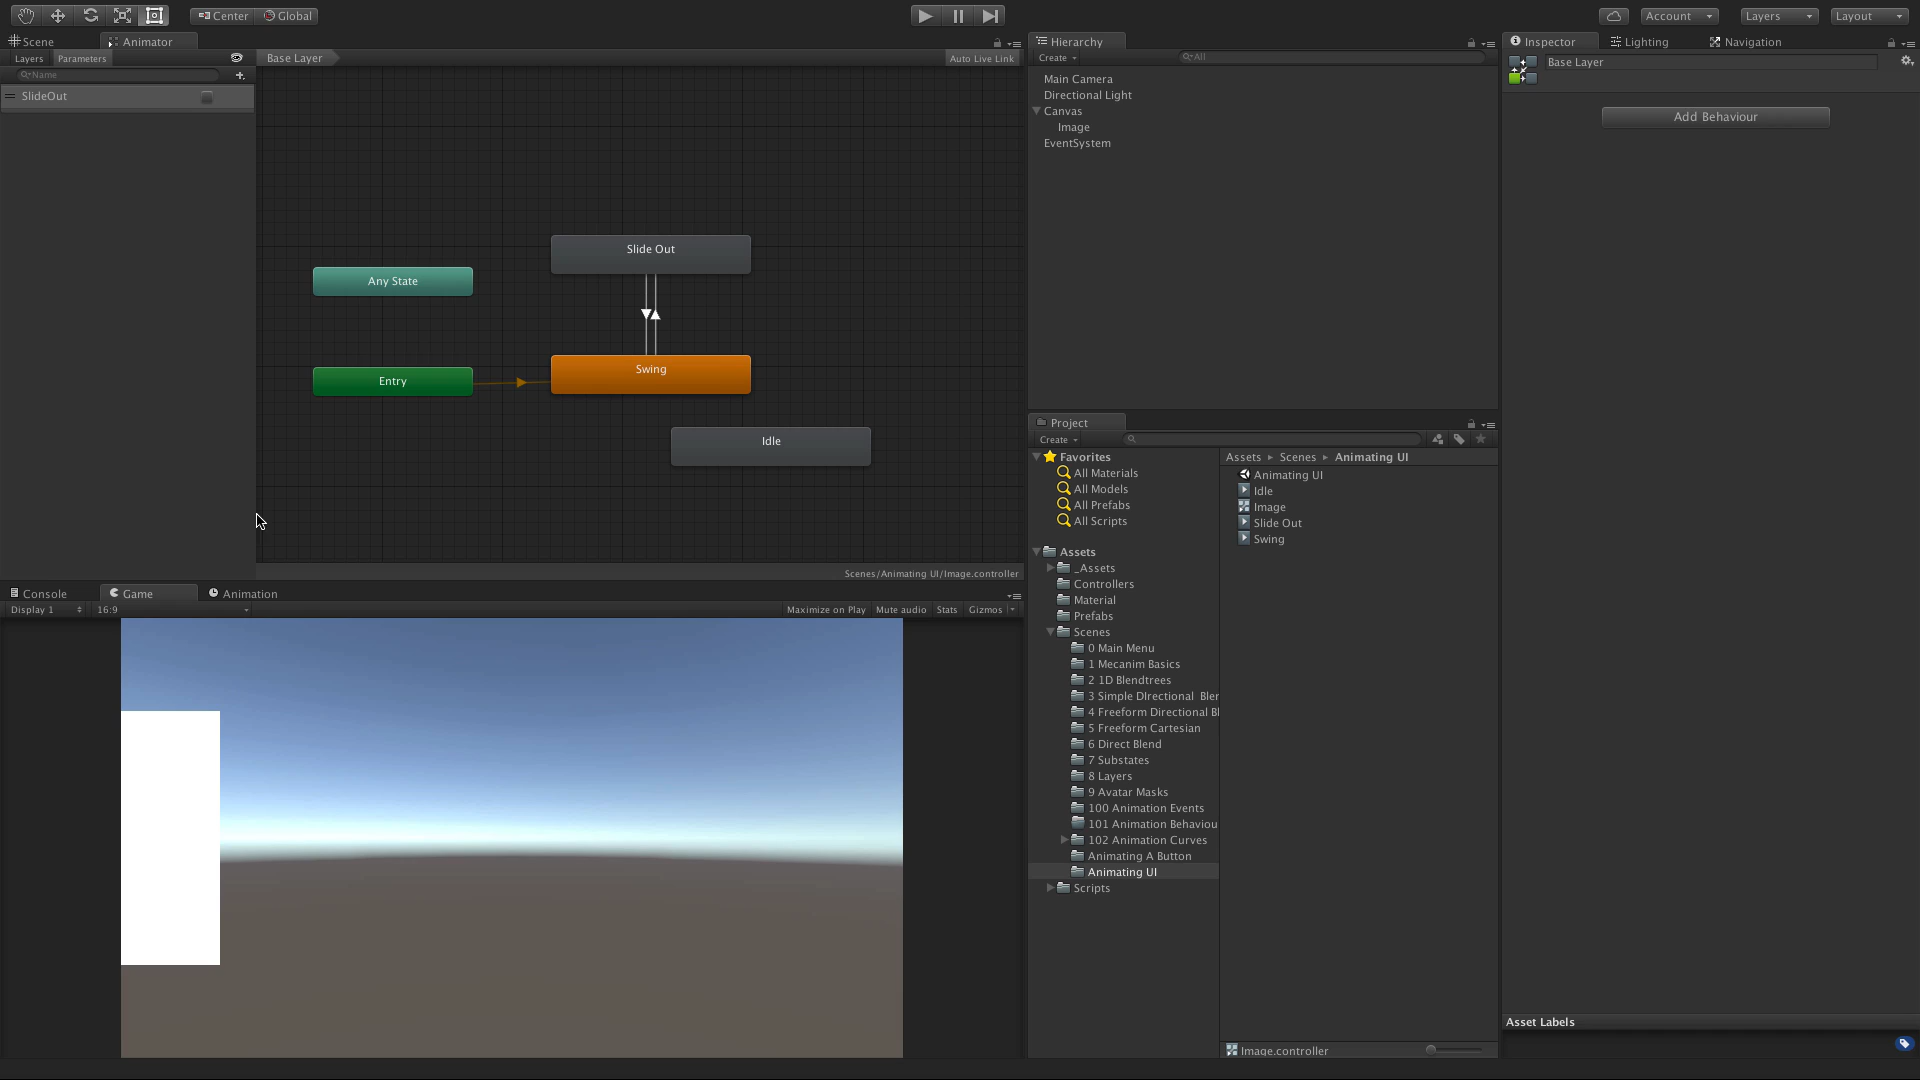 Center
Global
Account
Layers
Layout
Scene
Animator
Layers
Parameters
Base Layer
Auto Live Link
Name
SlideOut
Any State
Entry
Slide Out
Swing
Idle
Scenes/Animating UI/Image.controller
Console
Game
Animation
Display 1
16:9
Maximize on Play
Mute audio
Stats
Gizmos
Hierarchy
Create
All
Main Camera
Directional Light
Canvas
Image
EventSystem
Project
Create
Favorites
All Materials
All Models
All Prefabs
All Scripts
Assets
_Assets
Controllers
Material
Prefabs
Scenes
0 Main Menu
1 Mecanim Basics
2 1D Blendtrees
3 Simple DIrectional Bler
4 Freeform Directional Bl
5 Freeform Cartesian
6 Direct Blend
7 Substates
8 Layers
9 Avatar Masks
100 Animation Events
101 Animation Behaviou
102 Animation Curves
Animating A Button
Animating UI
Scripts
Assets ▸ Scenes ▸ Animating UI
Animating UI
Idle
Image
Slide Out
Swing
Image.controller
Inspector
Lighting
Navigation
Base Layer
Add Behaviour
Asset Labels